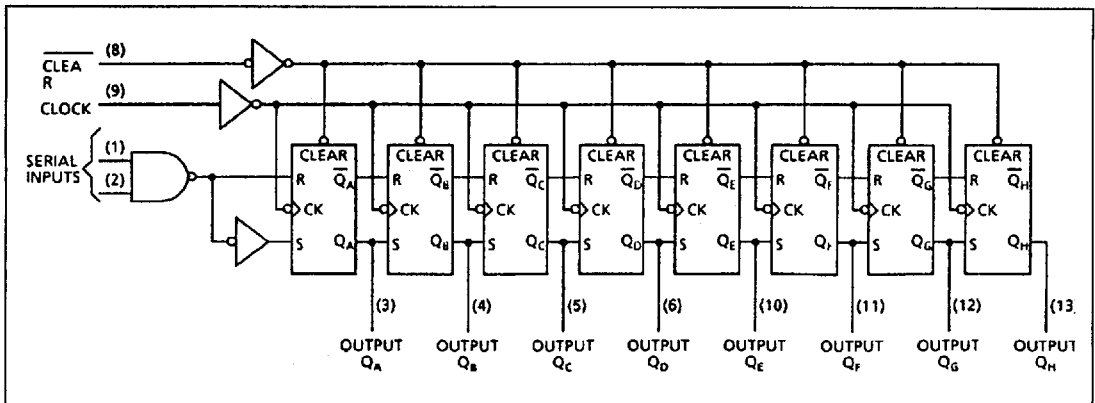 (8)
CLEA
R
(9)
CLOCK
(1)
SERIAL
INPUTS
(2)
CLEAR CLEAR CLEAR CLEAR CLEAR CLEAR CLEAR CLEAR
R Q̅A R Q̅B R Q̅C R Q̅D R Q̅E R Q̅F R Q̅G R Q̅H
CK CK CK CK CK CK CK CK
S QA S QB S QC S QD S QE S QF S QG S QH
(3) (4) (5) (6) (10) (11) (12) (13
OUTPUT OUTPUT OUTPUT OUTPUT OUTPUT OUTPUT OUTPUT OUTPUT
QA QB QC QD QE QF QG QH